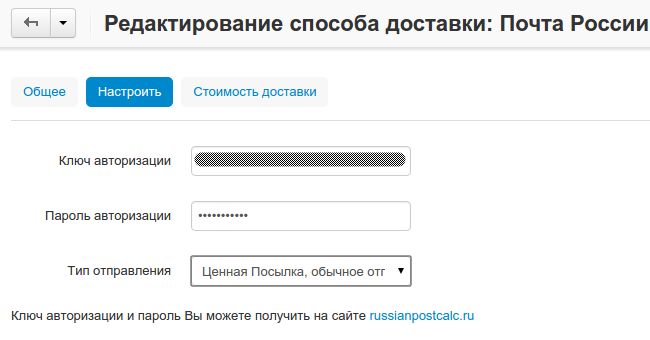 Редактирование способа доставки: Почта России
Общее Настроить Стоимость доставки
Ключ авторизации
Пароль авторизации •••••••••••
Тип отправления Ценная Посылка, обычное отг
Ключ авторизации и пароль Вы можете получить на сайте russianpostcalc.ru